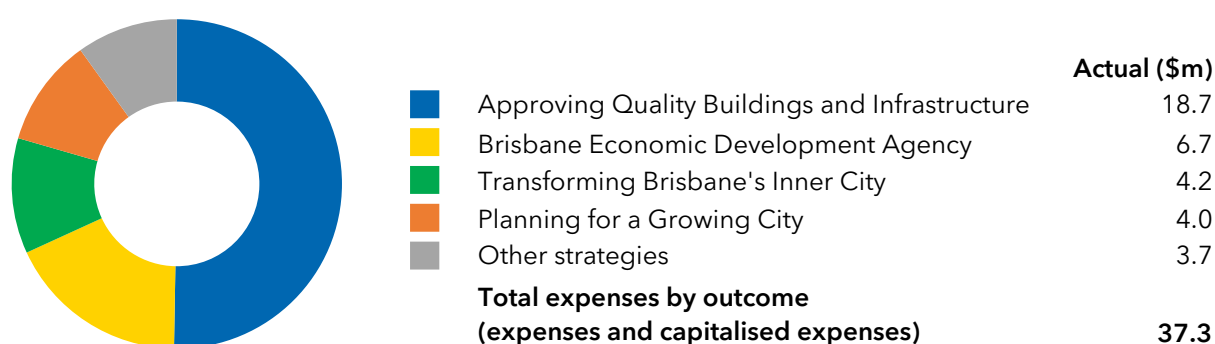 Actual ($m)
Approving Quality Buildings and Infrastructure 18.7
Brisbane Economic Development Agency 6.7
Transforming Brisbane's Inner City 4.2
Planning for a Growing City 4.0
Other strategies 3.7
Total expenses by outcome
(expenses and capitalised expenses) 37.3